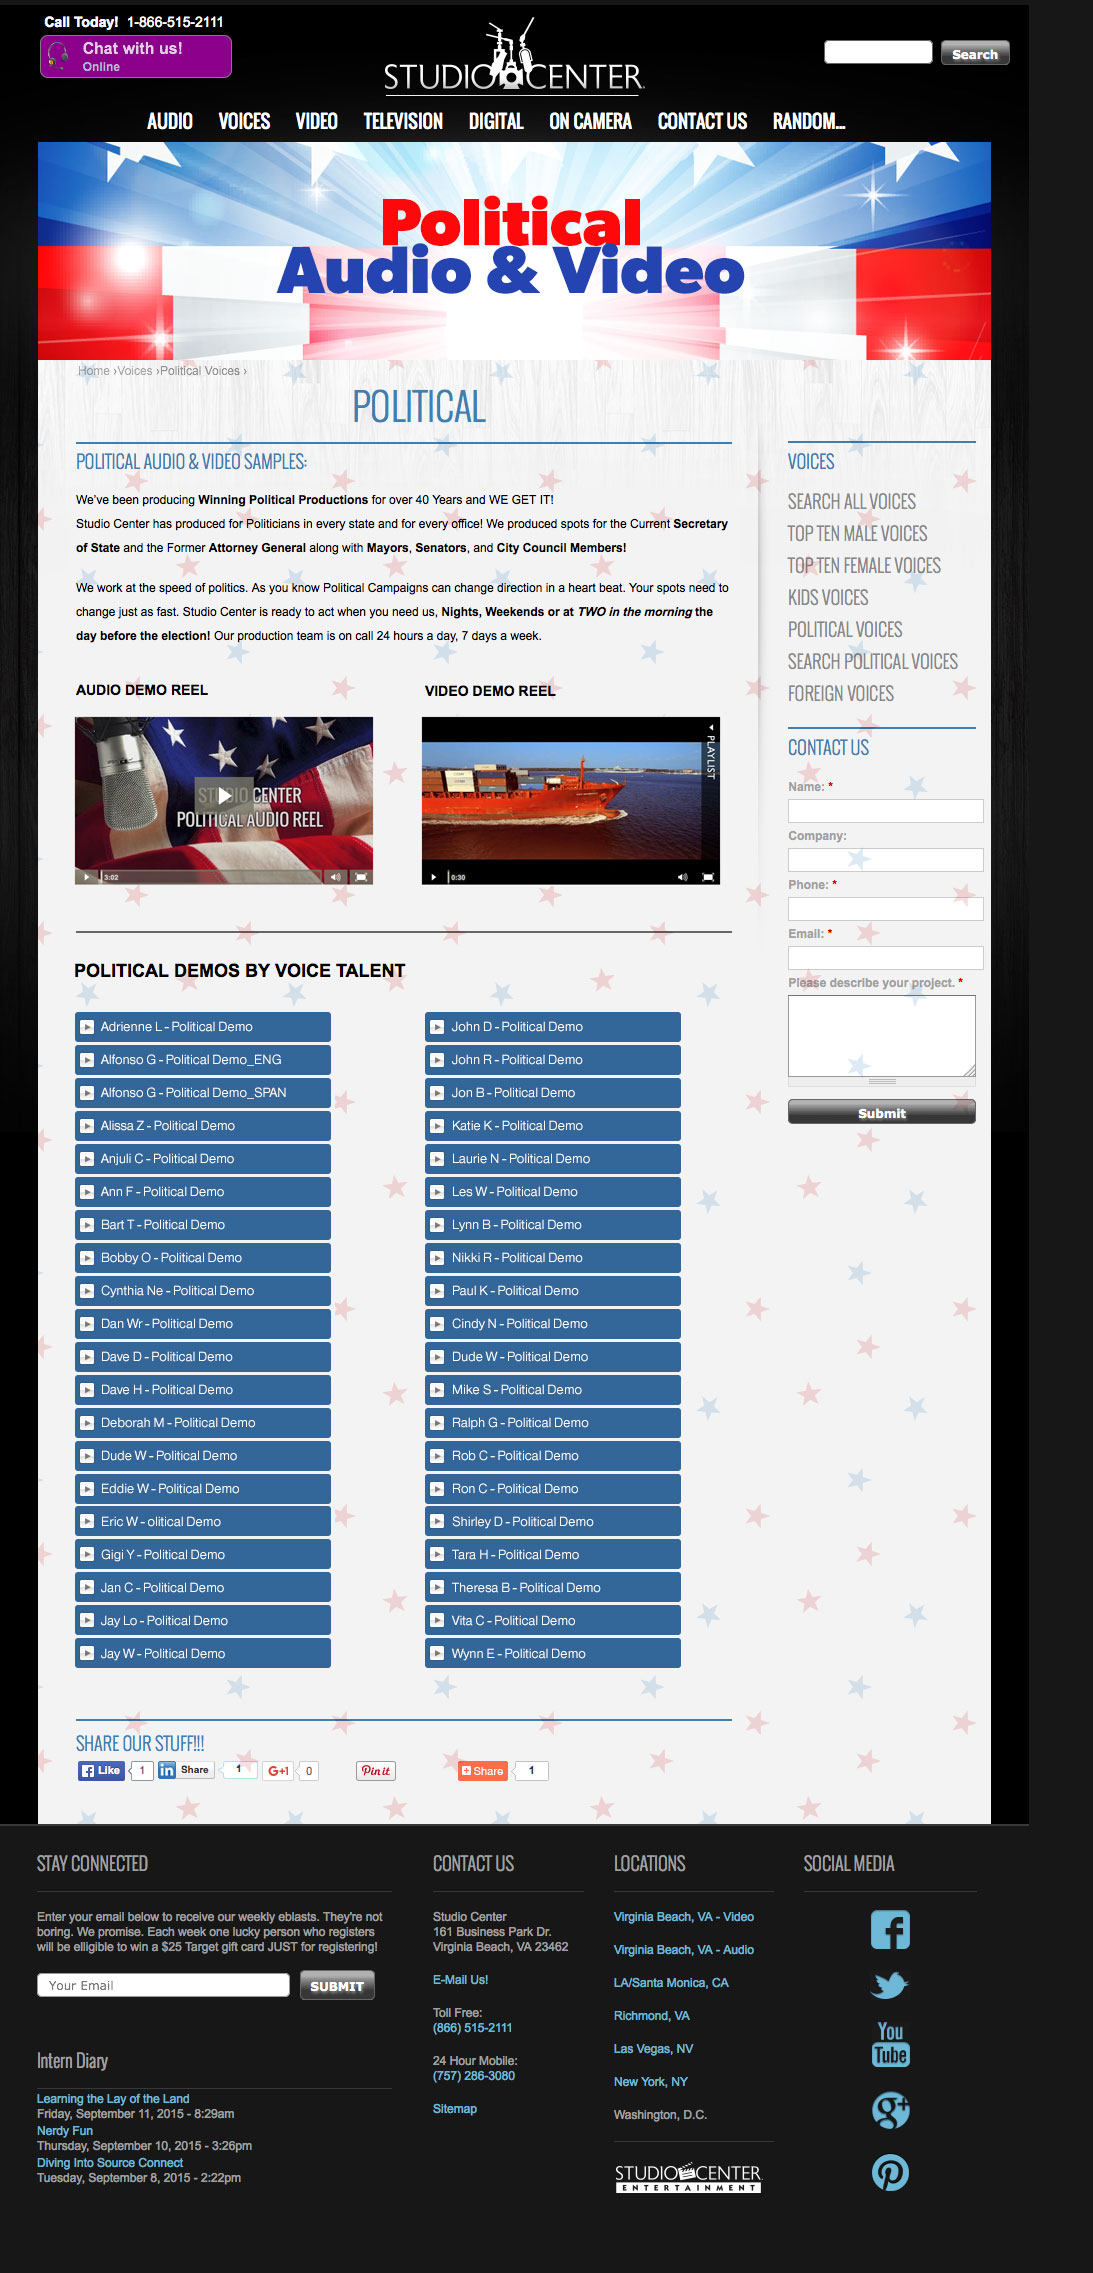 Call Today! 1-866-515-2111
Chat with us!
Online
STUDIO CENTER
Search
AUDIO VOICES VIDEO TELEVISION DIGITAL ON CAMERA CONTACT US RANDOM...
Political
Audio & Video
Home ›Voices ›Political Voices ›
POLITICAL
POLITICAL AUDIO & VIDEO SAMPLES:
We've been producing Winning Political Productions for over 40 Years and WE GET IT!
Studio Center has produced for Politicians in every state and for every office! We produced spots for the Current Secretary
of State and the Former Attorney General along with Mayors, Senators, and City Council Members!
We work at the speed of politics. As you know Political Campaigns can change direction in a heart beat. Your spots need to
change just as fast. Studio Center is ready to act when you need us, Nights, Weekends or at TWO in the morning the
day before the election! Our production team is on call 24 hours a day, 7 days a week.
AUDIO DEMO REEL
STUDIO CENTER
POLITICAL AUDIO REEL
3:02
VIDEO DEMO REEL
PLAYLIST
0:30
POLITICAL DEMOS BY VOICE TALENT
Adrienne L - Political Demo
Alfonso G - Political Demo_ENG
Alfonso G - Political Demo_SPAN
Alissa Z - Political Demo
Anjuli C - Political Demo
Ann F - Political Demo
Bart T - Political Demo
Bobby O - Political Demo
Cynthia Ne - Political Demo
Dan Wr - Political Demo
Dave D - Political Demo
Dave H - Political Demo
Deborah M - Political Demo
Dude W - Political Demo
Eddie W - Political Demo
Eric W - olitical Demo
Gigi Y - Political Demo
Jan C - Political Demo
Jay Lo - Political Demo
Jay W - Political Demo
John D - Political Demo
John R - Political Demo
Jon B - Political Demo
Katie K - Political Demo
Laurie N - Political Demo
Les W - Political Demo
Lynn B - Political Demo
Nikki R - Political Demo
Paul K - Political Demo
Cindy N - Political Demo
Dude W - Political Demo
Mike S - Political Demo
Ralph G - Political Demo
Rob C - Political Demo
Ron C - Political Demo
Shirley D - Political Demo
Tara H - Political Demo
Theresa B - Political Demo
Vita C - Political Demo
Wynn E - Political Demo
SHARE OUR STUFF!!!
Like 1 in Share 1 G+1 0 Pin it Share 1
VOICES
SEARCH ALL VOICES
TOP TEN MALE VOICES
TOP TEN FEMALE VOICES
KIDS VOICES
POLITICAL VOICES
SEARCH POLITICAL VOICES
FOREIGN VOICES
CONTACT US
Name: *
Company:
Phone: *
Email: *
Please describe your project. *
Submit
STAY CONNECTED
Enter your email below to receive our weekly eblasts. They're not
boring. We promise. Each week one lucky person who registers
will be elligible to win a $25 Target gift card JUST for registering!
Your Email
SUBMIT
Intern Diary
Learning the Lay of the Land
Friday, September 11, 2015 - 8:29am
Nerdy Fun
Thursday, September 10, 2015 - 3:26pm
Diving Into Source Connect
Tuesday, September 8, 2015 - 2:22pm
CONTACT US
Studio Center
161 Business Park Dr.
Virginia Beach, VA 23462
E-Mail Us!
Toll Free:
(866) 515-2111
24 Hour Mobile:
(757) 286-3080
Sitemap
LOCATIONS
Virginia Beach, VA - Video
Virginia Beach, VA - Audio
LA/Santa Monica, CA
Richmond, VA
Las Vegas, NV
New York, NY
Washington, D.C.
STUDIO CENTER
ENTERTAINMENT
SOCIAL MEDIA
You
Tube